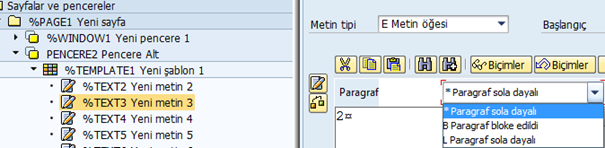 Sayfalar ve pencereler
%PAGE1 Yeni sayfa
%WINDOW1 Yeni pencere 1
PENCERE2 Pencere Alt
%TEMPLATE1 Yeni şablon 1
%TEXT2 Yeni metin 2
%TEXT3 Yeni metin 3
%TEXT4 Yeni metin 4
%TEXT5 Yeni metin 5
Metin tipi
E Metin öğesi
Başlangıç
Biçimler
Biçimler
Paragraf
* Paragraf sola dayalı
* Paragraf sola dayalı
B Paragraf bloke edildi
L Paragraf sola dayalı
2¤